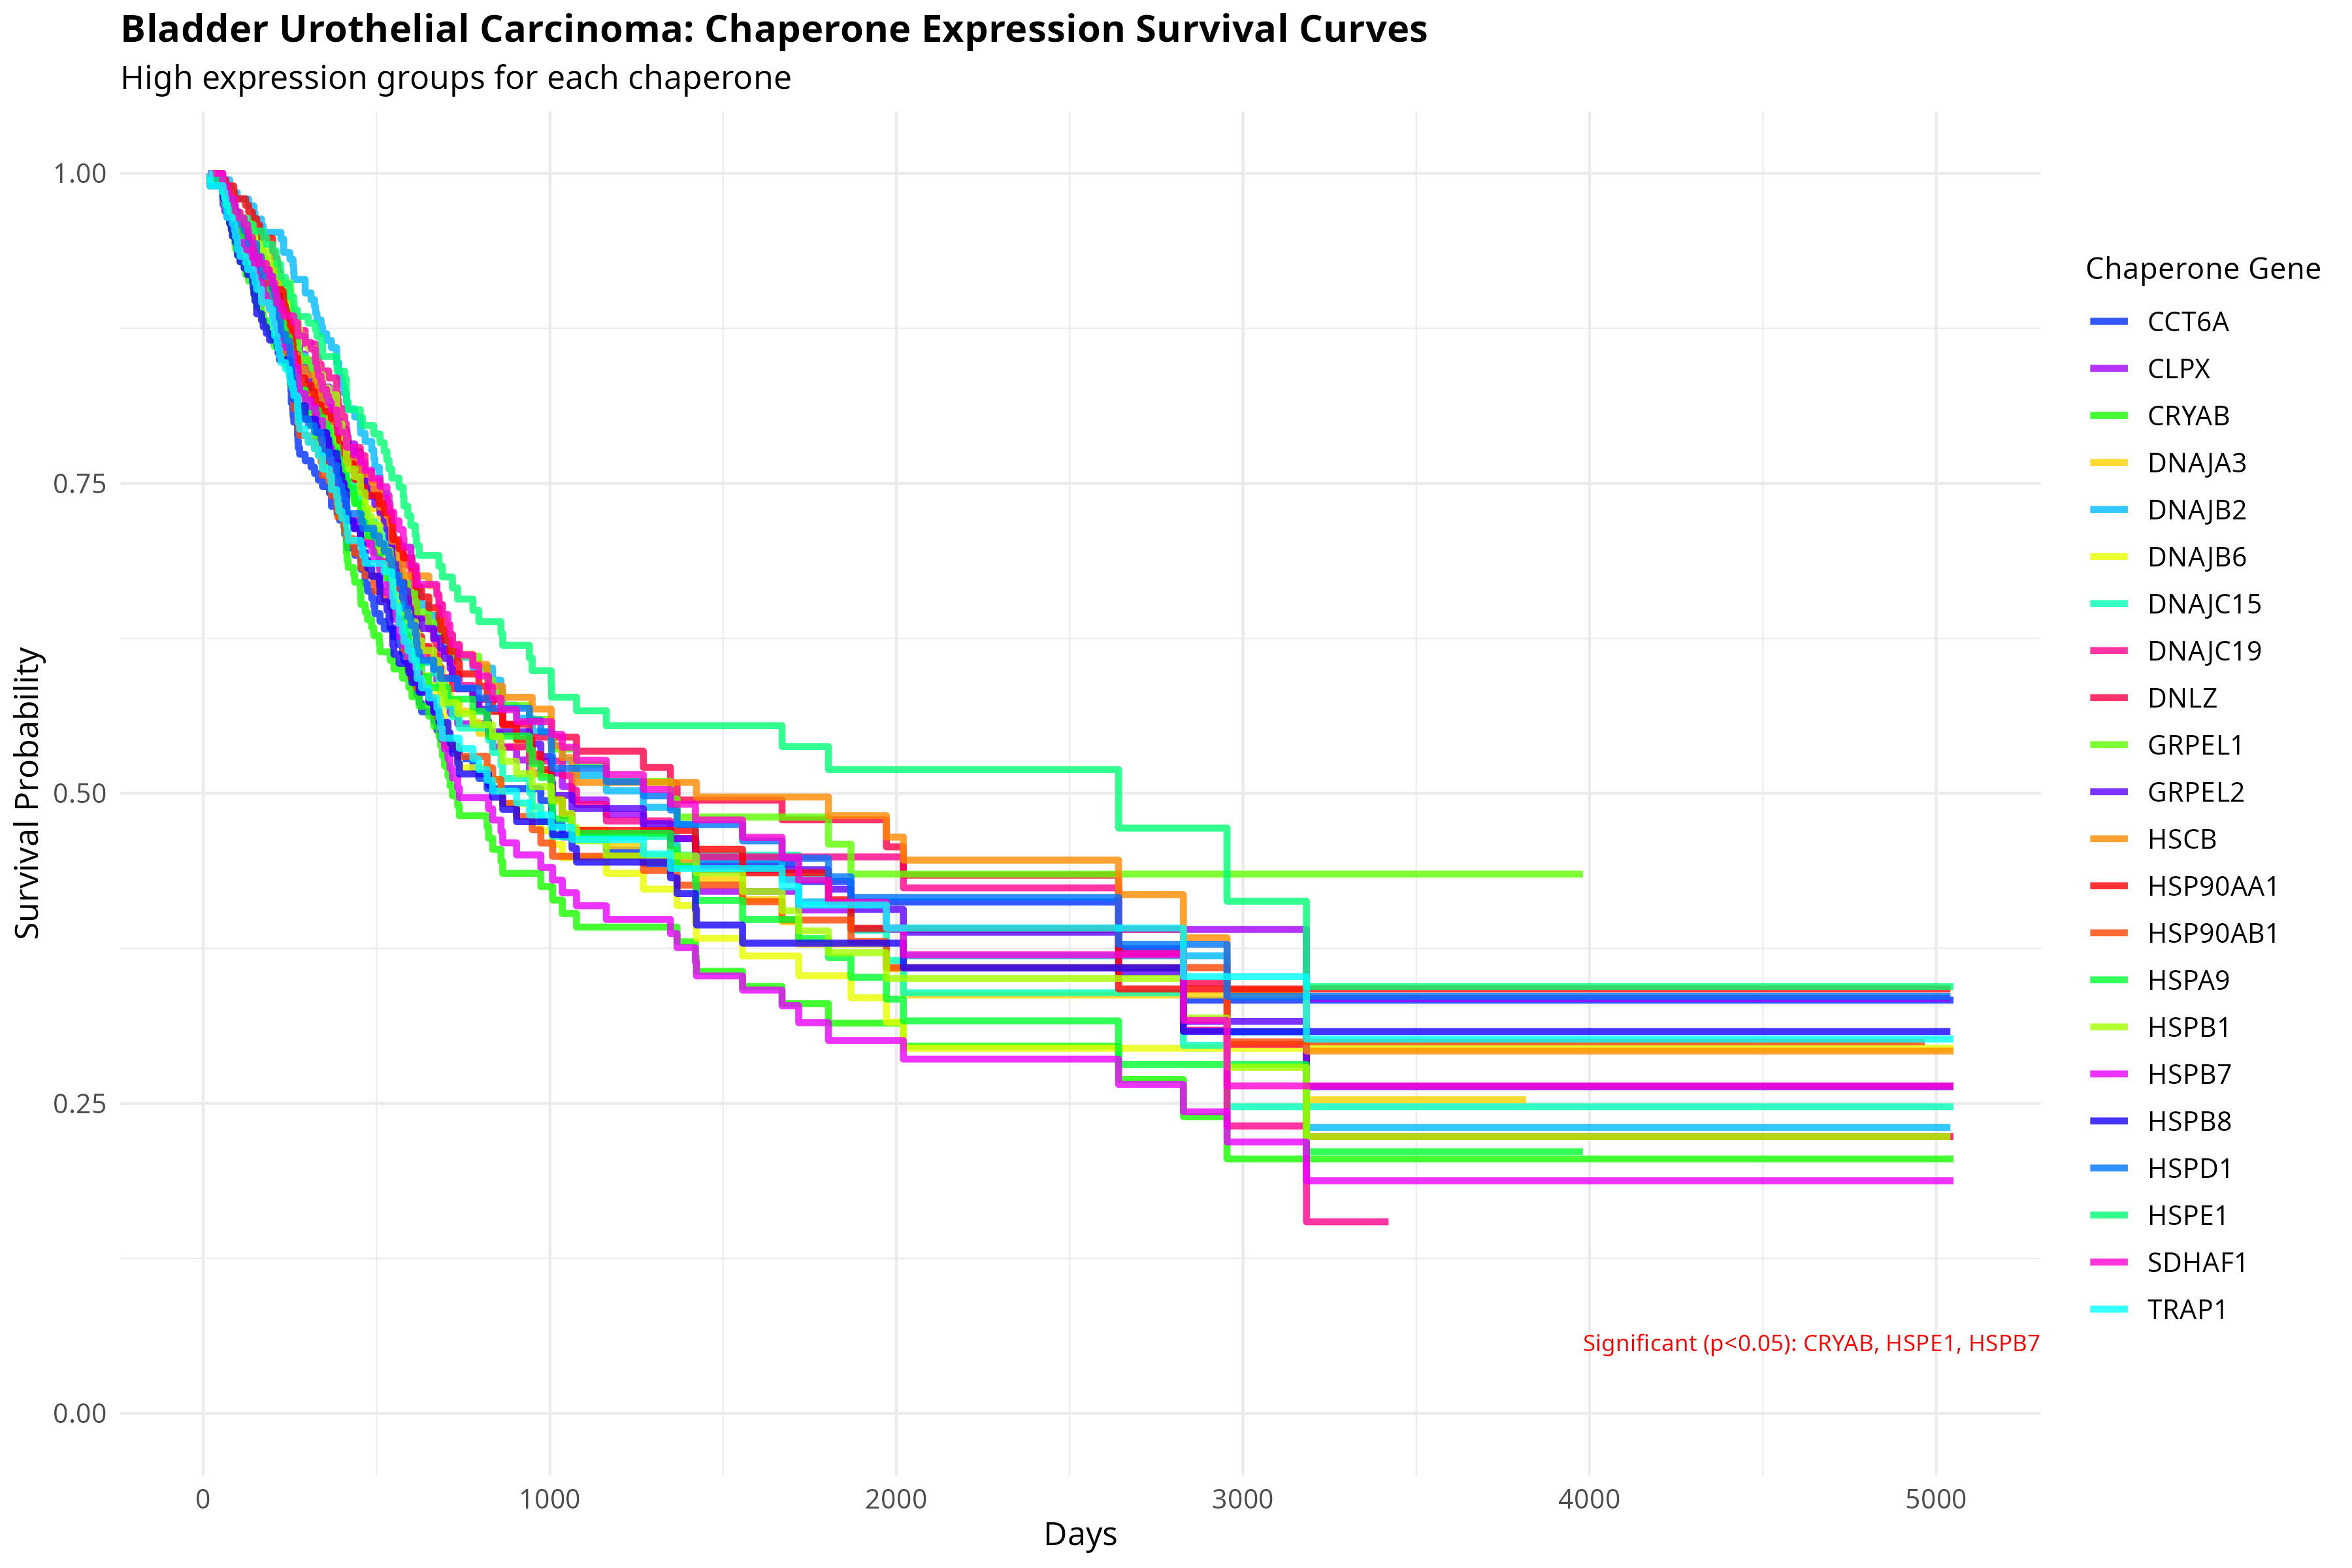 Bladder Urothelial Carcinoma: Chaperone Expression Survival Curves
High expression groups for each chaperone
Survival Probability
1.00
0.75
0.50
0.25
0.00
0
1000
2000
3000
4000
5000
Days
Chaperone Gene
CCT6A
CLPX
CRYAB
DNAJA3
DNAJB2
DNAJB6
DNAJC15
DNAJC19
DNLZ
GRPEL1
GRPEL2
HSCB
HSP90AA1
HSP90AB1
HSPA9
HSPB1
HSPB7
HSPB8
HSPD1
HSPE1
SDHAF1
TRAP1
Significant (p<0.05): CRYAB, HSPE1, HSPB7